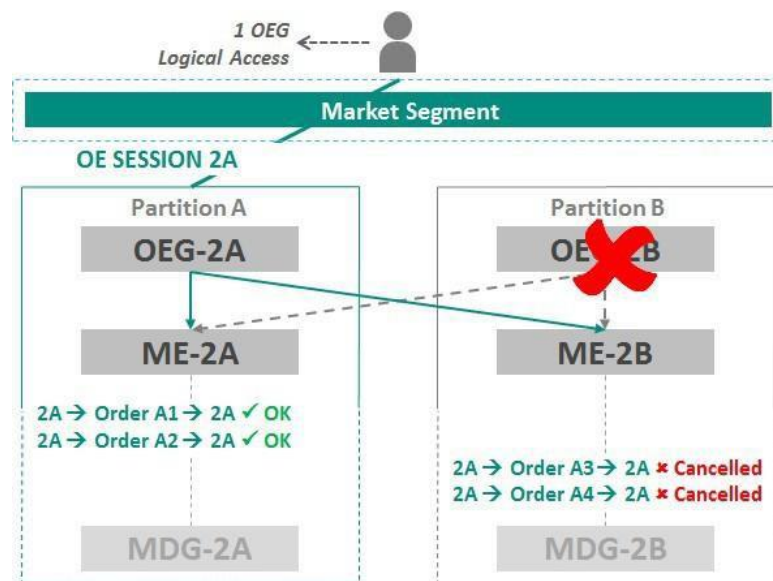 1 OEG
Logical Access
Market Segment
OE SESSION 2A
Partition A
Partition B
OEG-2A
ME-2A
ME-2B
2A → Order A1 → 2A ✓ OK
2A → Order A2 → 2A ✓ OK
2A → Order A3 → 2A ✘ Cancelled
2A → Order A4 → 2A ✘ Cancelled
MDG-2A
MDG-2B